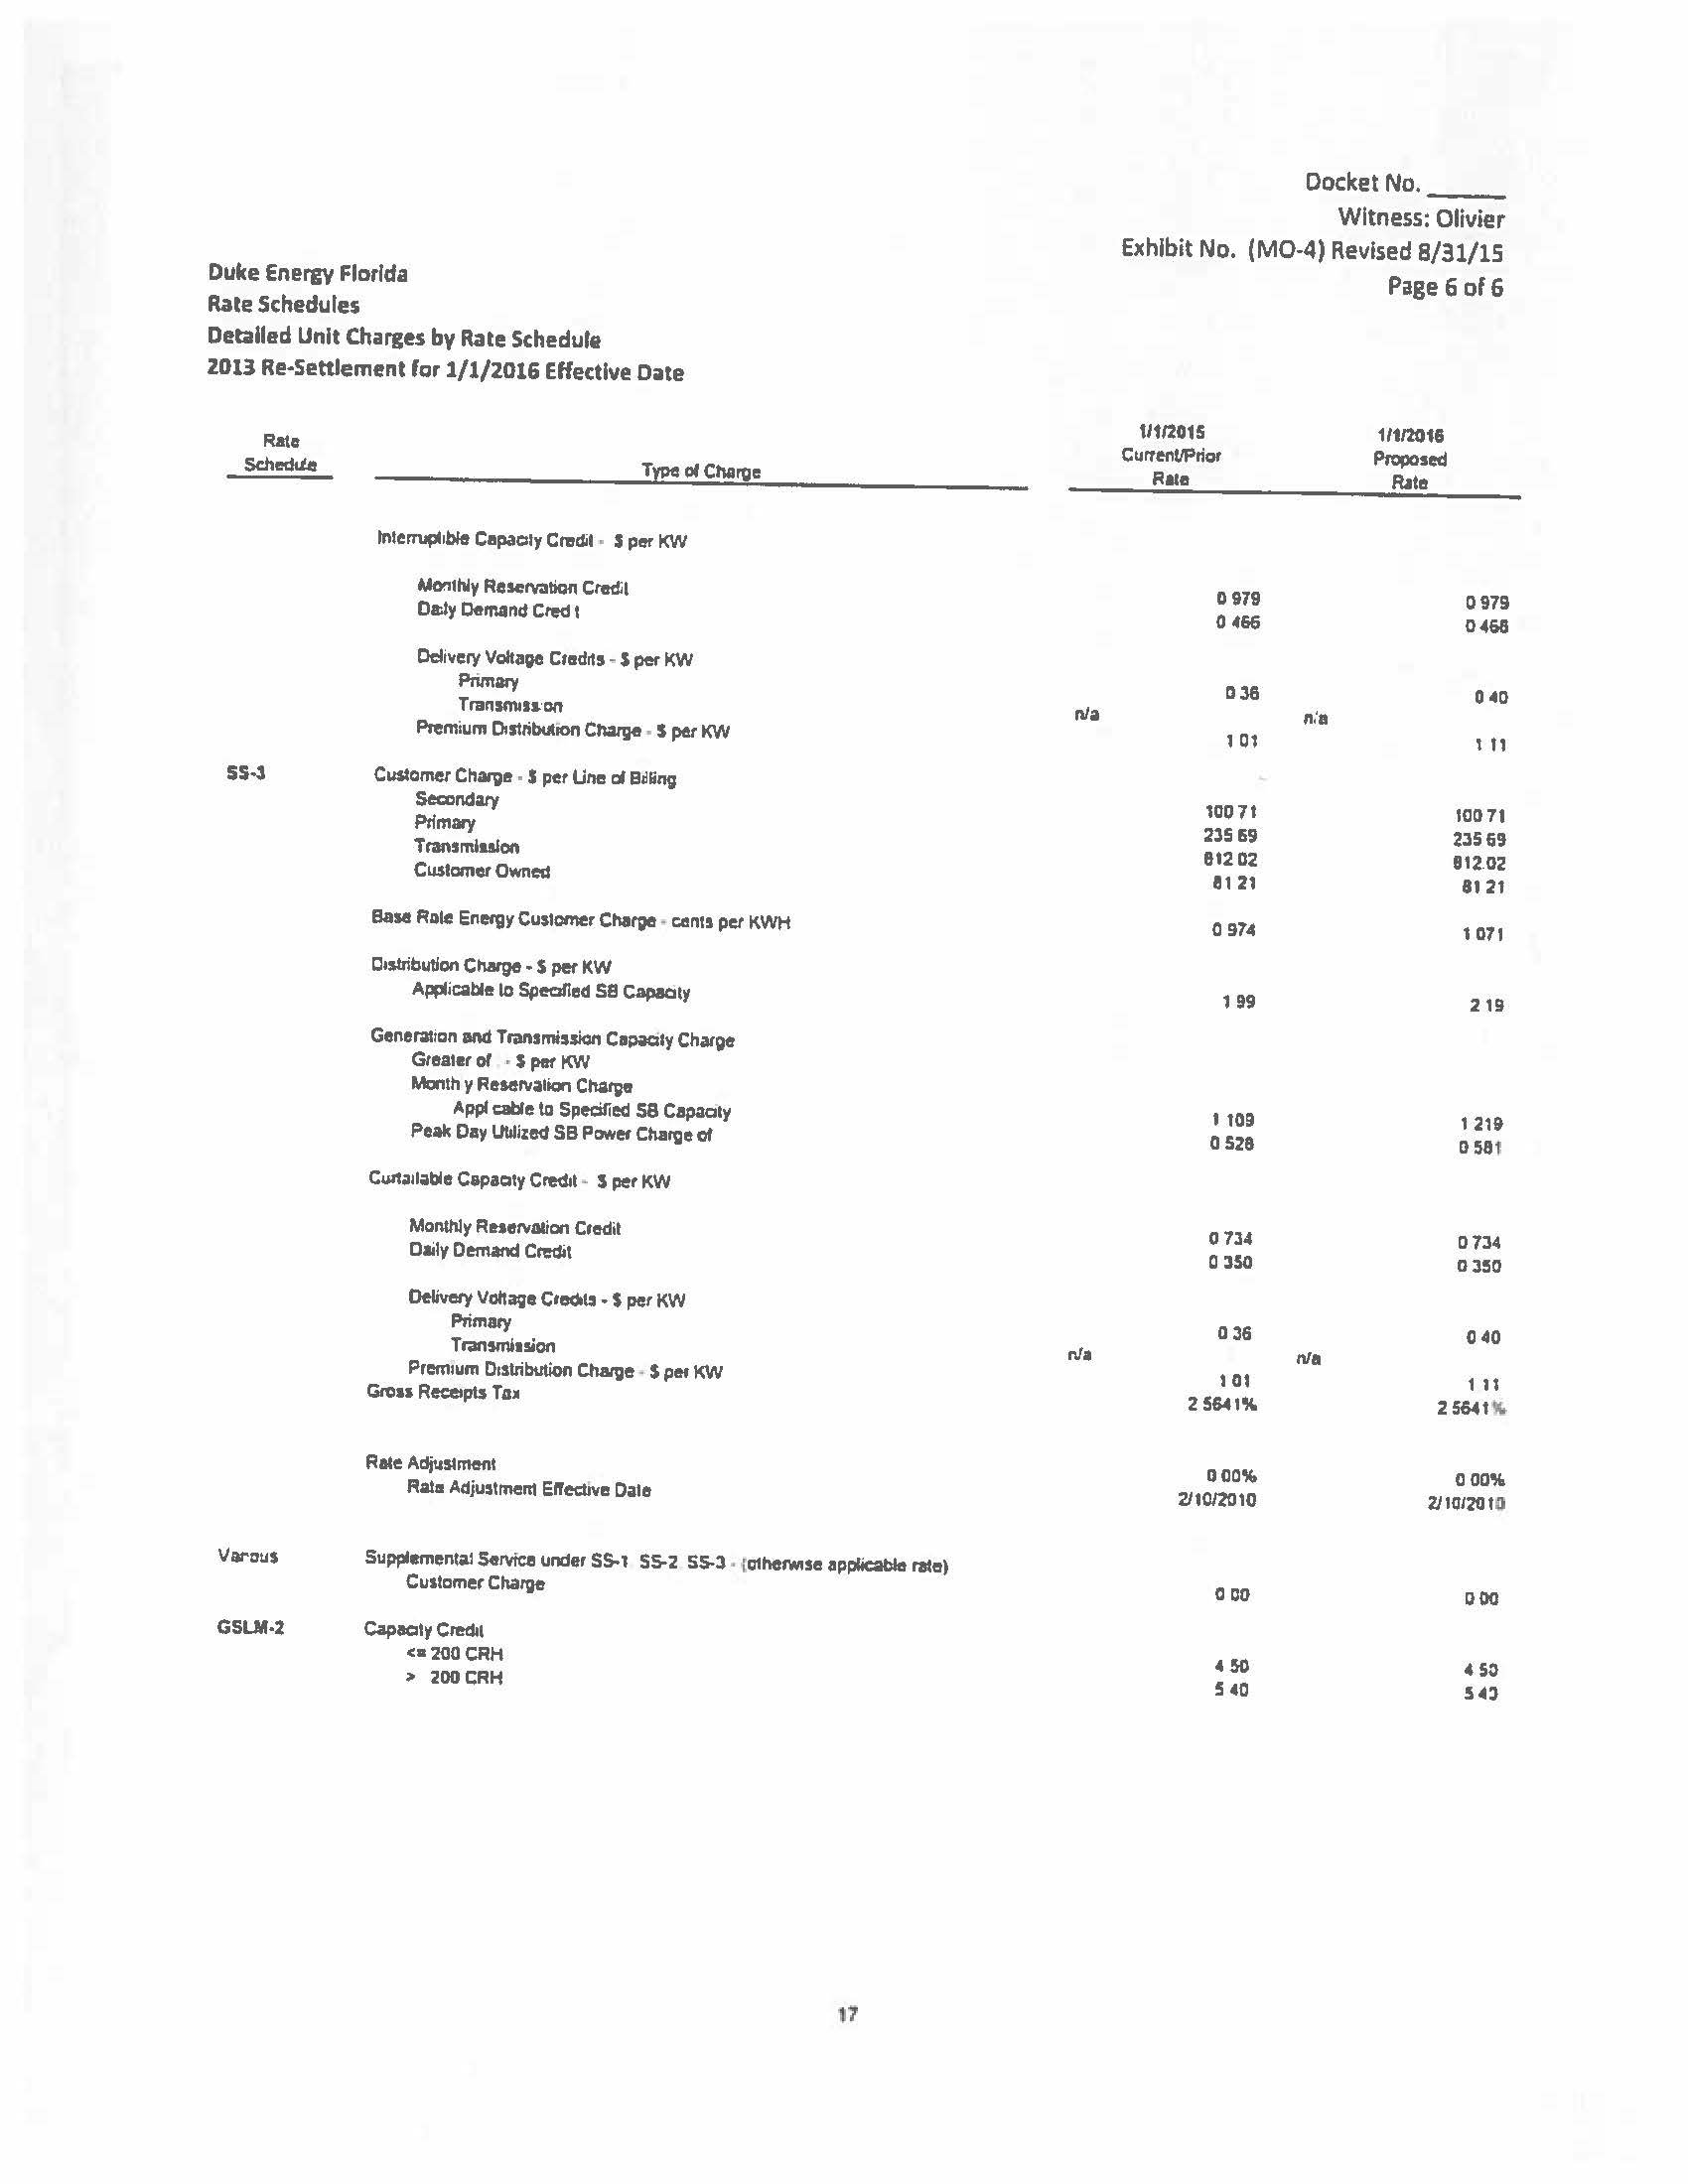 Docket No. ______
Witness: Olivier
Exhibit No. (MO-4) Revised 8/31/15
Page 6 of 6
Duke Energy Florida
Rate Schedules
Detailed Unit Charges by Rate Schedule
2013 Re-Settlement for 1/1/2016 Effective Date
Rate Schedule Type of Charge 1/1/2015 Current/Prior Rate 1/1/2016 Proposed Rate
Interruptible Capacity Credit - $ per KW
Monthly Reservation Credit 0 979 0 979
Daily Demand Cred t 0 466 0 466
Delivery Voltage Credits - $ per KW
Primary 0 36 0 40
Transmission n/a n/a
Premium Distribution Charge - $ per KW 1 01 1 11
SS-3 Customer Charge - $ per Line of Billing
Secondary 100 71 100 71
Primary 235 69 235 69
Transmission 812 02 812.02
Customer Owned 81 21 81 21
Base Rate Energy Customer Charge - cents per KWH 0 974 1 071
Distribution Charge - $ per KW
Applicable to Specified SB Capacity 1 99 2 19
Generation and Transmission Capacity Charge
Greater of - $ per KW
Month y Reservation Charge
Appl cable to Specified SB Capacity 1 109 1 219
Peak Day Utilized SB Power Charge of 0 528 0 581
Curtailable Capacity Credit - $ per KW
Monthly Reservation Credit 0 734 0 734
Daily Demand Credit 0 350 0 350
Delivery Voltage Credits - $ per KW
Primary 0 36 0 40
Transmission n/a n/a
Premium Distribution Charge - $ per KW 1 01 1 11
Gross Receipts Tax 2 5641% 2 5641%
Rate Adjustment 0 00% 0 00%
Rate Adjustment Effective Date 2/10/2010 2/10/2010
Var ous Supplemental Service under SS-1 SS-2 SS-3 - (otherwise applicable rate)
Customer Charge 0 00 0 00
GSLM-2 Capacity Credit
<= 200 CRH 4 50 4 50
> 200 CRH 5 40 5 40
17